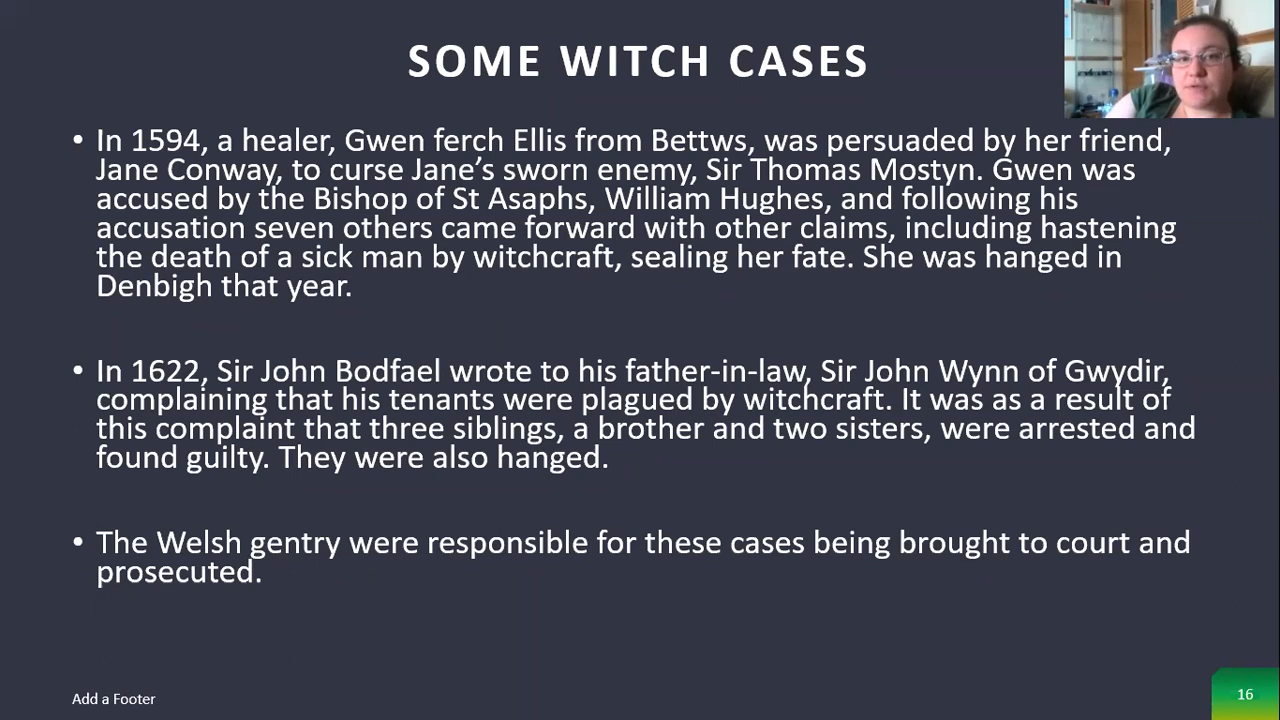 SOME WITCH CASES
• In 1594, a healer, Gwen ferch Ellis from Bettws, was persuaded by her friend,
Jane Conway, to curse Jane’s sworn enemy, Sir Thomas Mostyn. Gwen was
accused by the Bishop of St Asaphs, William Hughes, and following his
accusation seven others came forward with other claims, including hastening
the death of a sick man by witchcraft, sealing her fate. She was hanged in
Denbigh that year.
• In 1622, Sir John Bodfael wrote to his father-in-law, Sir John Wynn of Gwydir,
complaining that his tenants were plagued by witchcraft. It was as a result of
this complaint that three siblings, a brother and two sisters, were arrested and
found guilty. They were also hanged.
• The Welsh gentry were responsible for these cases being brought to court and
prosecuted.
Add a Footer
16